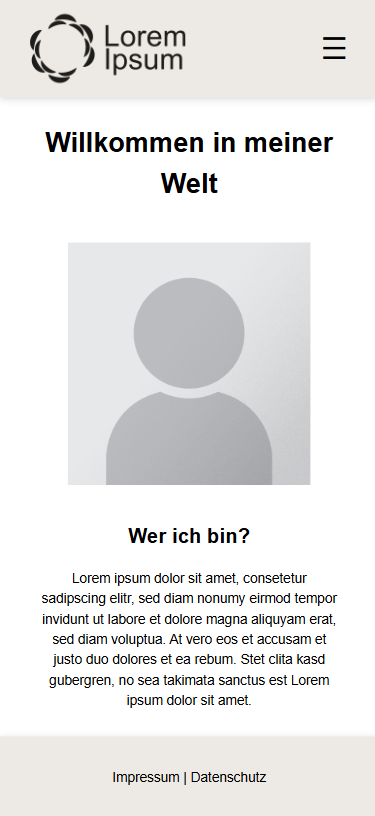 Lorem
Ipsum
Willkommen in meiner
Welt
Wer ich bin?
Lorem ipsum dolor sit amet, consetetur
sadipscing elitr, sed diam nonumy eirmod tempor
invidunt ut labore et dolore magna aliquyam erat,
sed diam voluptua. At vero eos et accusam et
justo duo dolores et ea rebum. Stet clita kasd
gubergren, no sea takimata sanctus est Lorem
ipsum dolor sit amet.
Impressum | Datenschutz